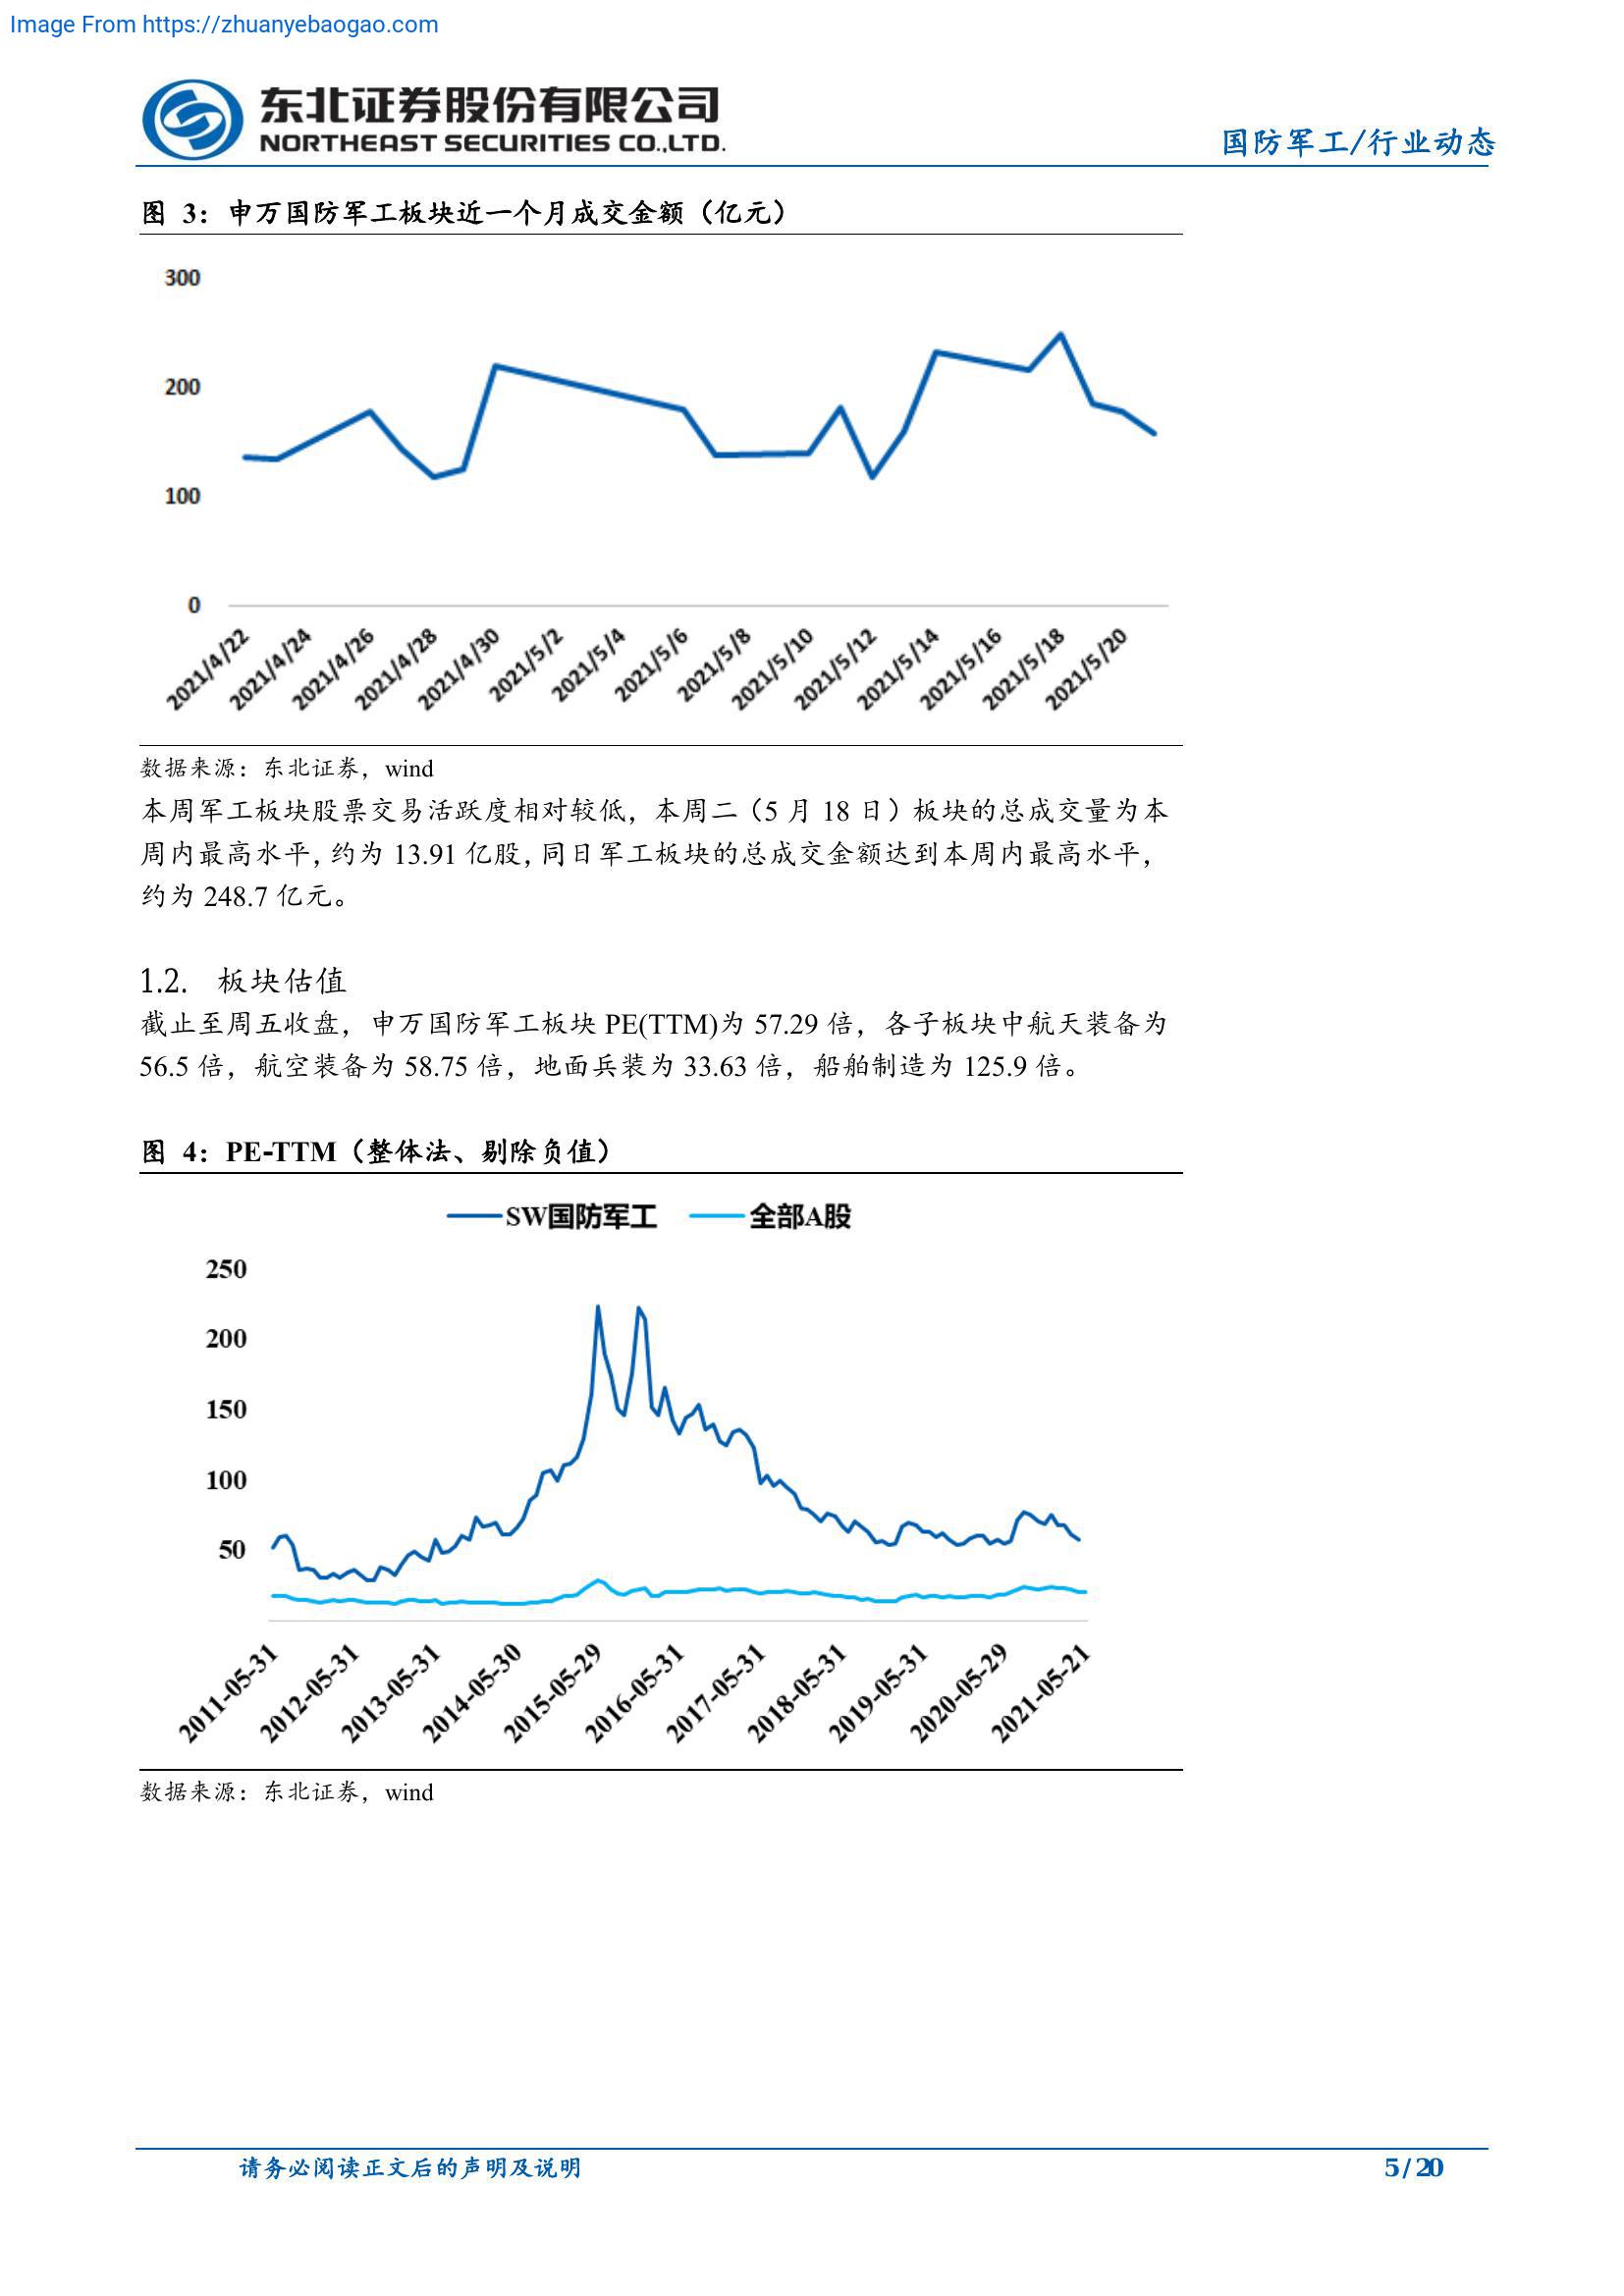 Image From https://zhuanyebaogao.com
东北证券股份有限公司
NORTHEAST SECURITIES CO.,LTD.
国防军工/行业动态
图 3：申万国防军工板块近一个月成交金额（亿元）
300
200
100
0
2021/4/22
2021/4/24
2021/4/26
2021/4/28
2021/4/30
2021/5/2
2021/5/4
2021/5/6
2021/5/8
2021/5/10
2021/5/12
2021/5/14
2021/5/16
2021/5/18
2021/5/20
数据来源：东北证券，wind
本周军工板块股票交易活跃度相对较低，本周二（5 月 18 日）板块的总成交量为本
周内最高水平，约为 13.91 亿股，同日军工板块的总成交金额达到本周内最高水平，
约为 248.7 亿元。
1.2. 板块估值
截止至周五收盘，申万国防军工板块 PE(TTM)为 57.29 倍，各子板块中航天装备为
56.5 倍，航空装备为 58.75 倍，地面兵装为 33.63 倍，船舶制造为 125.9 倍。
图 4：PE-TTM（整体法、剔除负值）
SW国防军工 全部A股
250
200
150
100
50
2011-05-31
2012-05-31
2013-05-31
2014-05-30
2015-05-29
2016-05-31
2017-05-31
2018-05-31
2019-05-31
2020-05-29
2021-05-21
数据来源：东北证券，wind
请务必阅读正文后的声明及说明
5 / 20